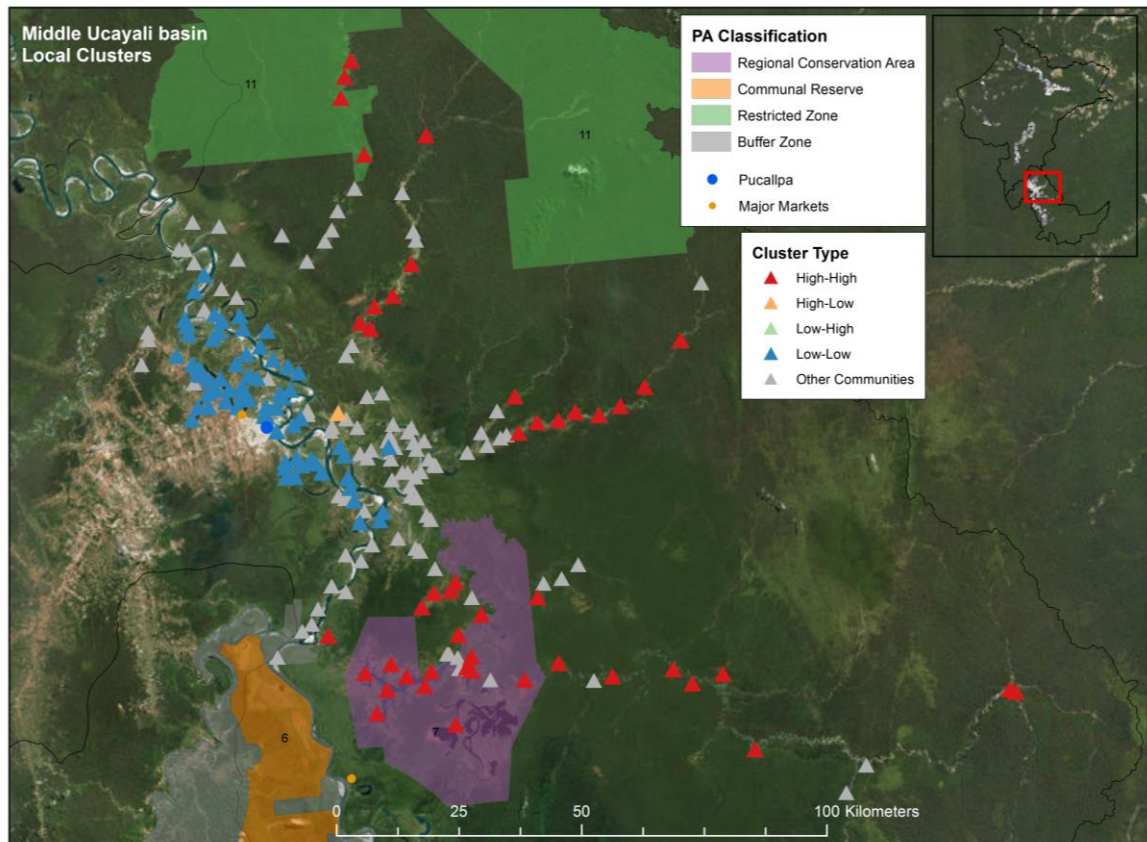 Middle Ucayali basin
Local Clusters
PA Classification
Regional Conservation Area
Communal Reserve
Restricted Zone
Buffer Zone
Pucallpa
Major Markets
Cluster Type
High-High
High-Low
Low-High
Low-Low
Other Communities
11
11
6
7
0
25
50
100 Kilometers